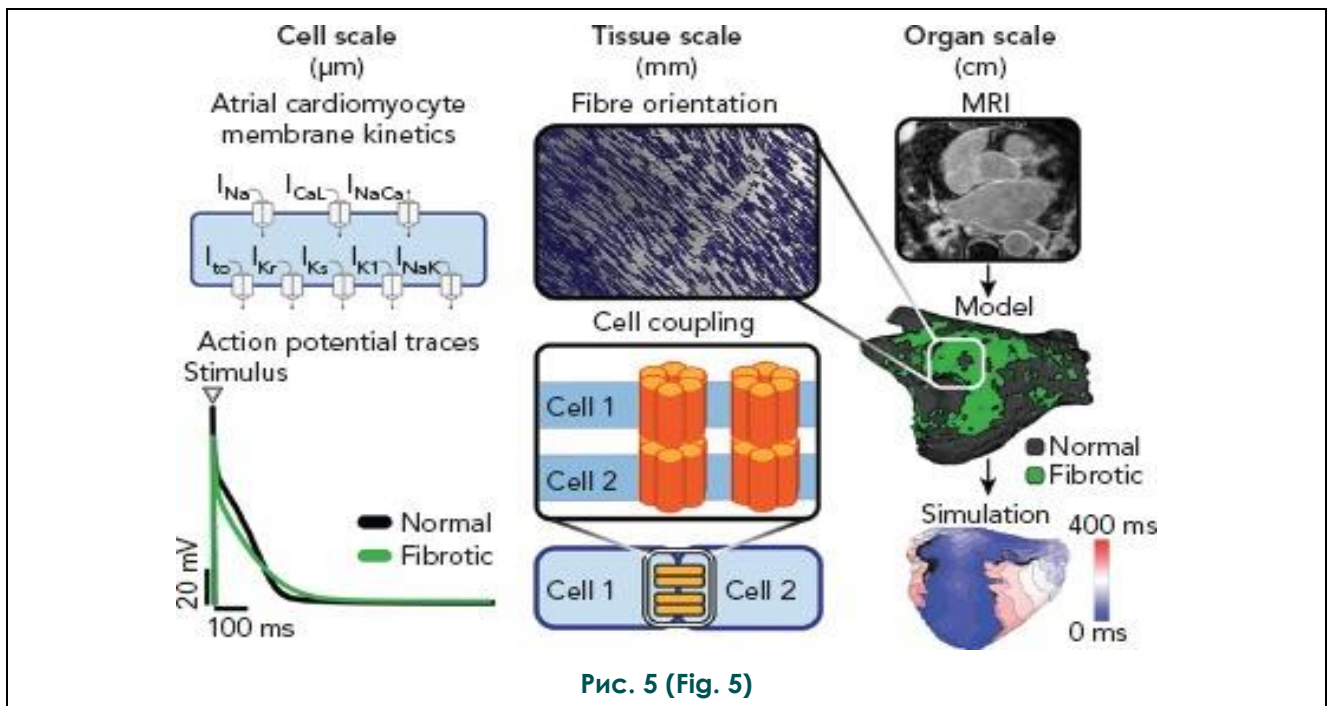 Cell scale
(µm)
Atrial cardiomyocyte
membrane kinetics
I_Na I_CaL I_NaCa
I_to I_Kr I_Ks I_K1 I_NaK
Action potential traces
Stimulus
Normal
Fibrotic
20 mV
100 ms
Tissue scale
(mm)
Fibre orientation
Cell coupling
Cell 1
Cell 2
Cell 1 Cell 2
Organ scale
(cm)
MRI
Model
Normal
Fibrotic
Simulation
400 ms
0 ms
Рис. 5 (Fig. 5)